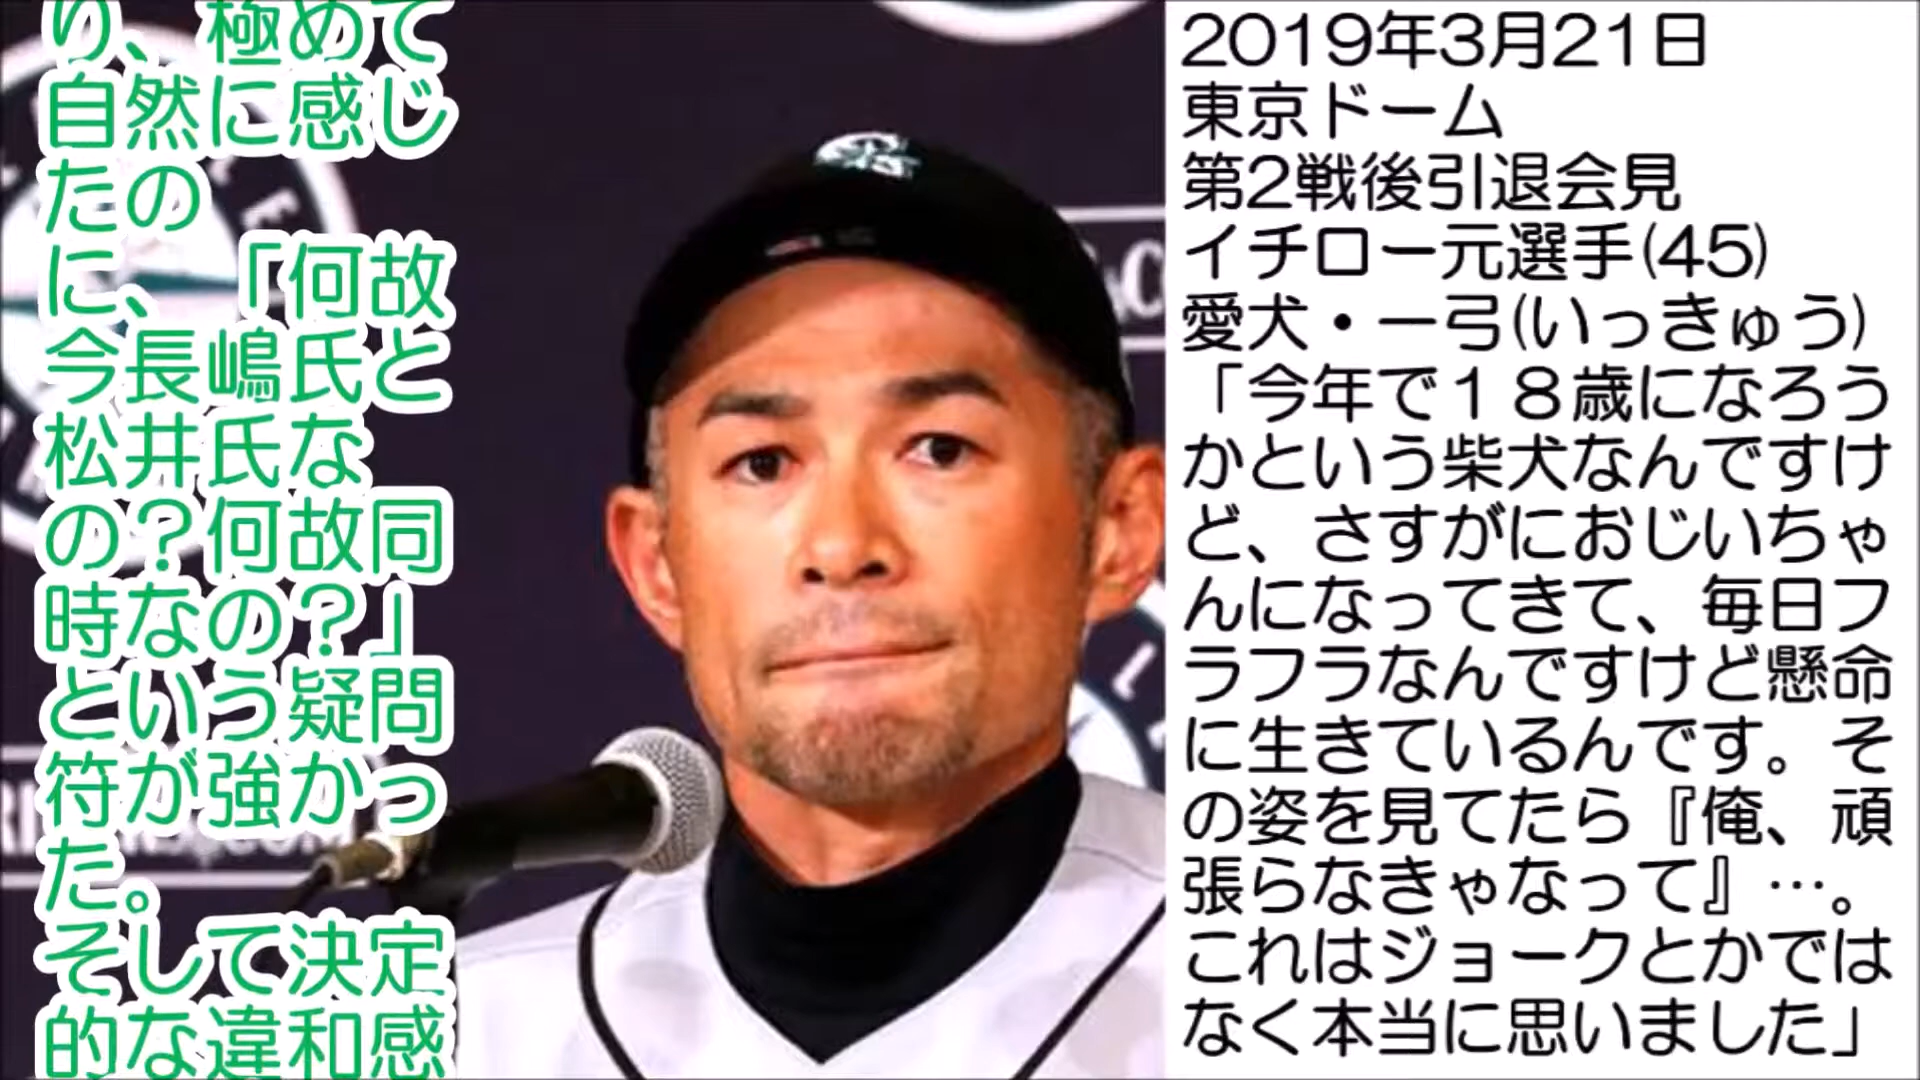 り、極めて
自然に感じ
たの
に、「何故
今長嶋氏と
松井氏な
の？何故同
時なの？」
という疑問
符が強かっ
た。
そして決定
的な違和感
2019年3月21日
東京ドーム
第2戦後引退会見
イチロー元選手(45)
愛犬・一弓(いっきゅう)
「今年で１８歳になろう
かという柴犬なんですけ
ど、さすがにおじいちゃ
んになってきて、毎日フ
ラフラなんですけど懸命
に生きているんです。そ
の姿を見てたら『俺、頑
張らなきゃなって』…。
これはジョークとかでは
なく本当に思いました」